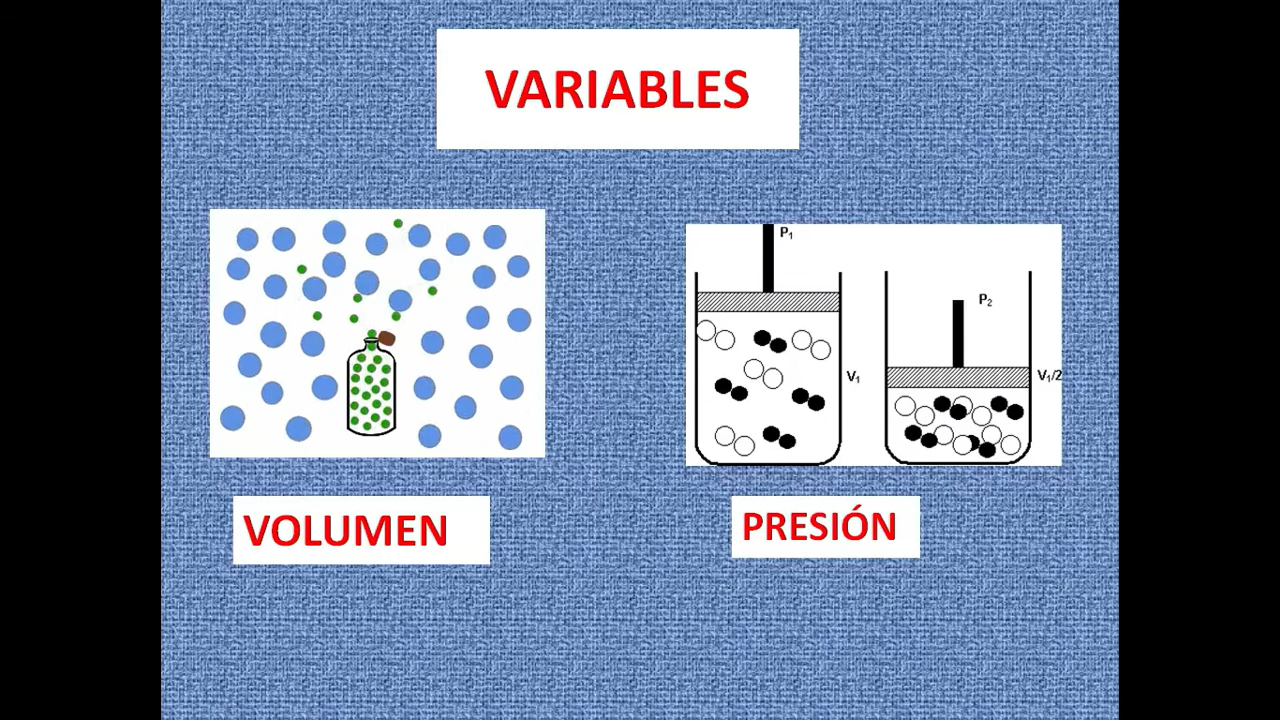 VARIABLES
P₁
P₂
V₁
V₁/2
VOLUMEN
PRESIÓN